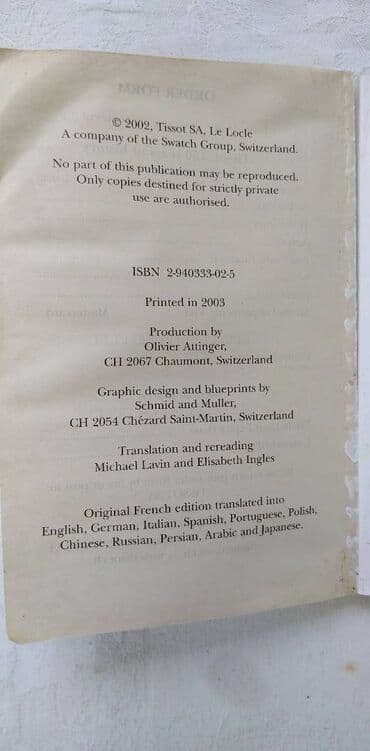 © 2002, Tissot SA, Le Locle
A company of the Swatch Group, Switzerland.
No part of this publication may be reproduced.
Only copies destined for strictly private
use are authorised.
ISBN 2-940333-02-5
Printed in 2003
Production by
Olivier Attinger,
CH 2067 Chaumont, Switzerland
Graphic design and blueprints by
Schmid and Muller,
CH 2054 Chézard Saint-Martin, Switzerland
Translation and rereading
Michael Lavin and Elisabeth Ingles
Original French edition translated into
English, German, Italian, Spanish, Portuguese, Polish,
Chinese, Russian, Persian, Arabic and Japanese.